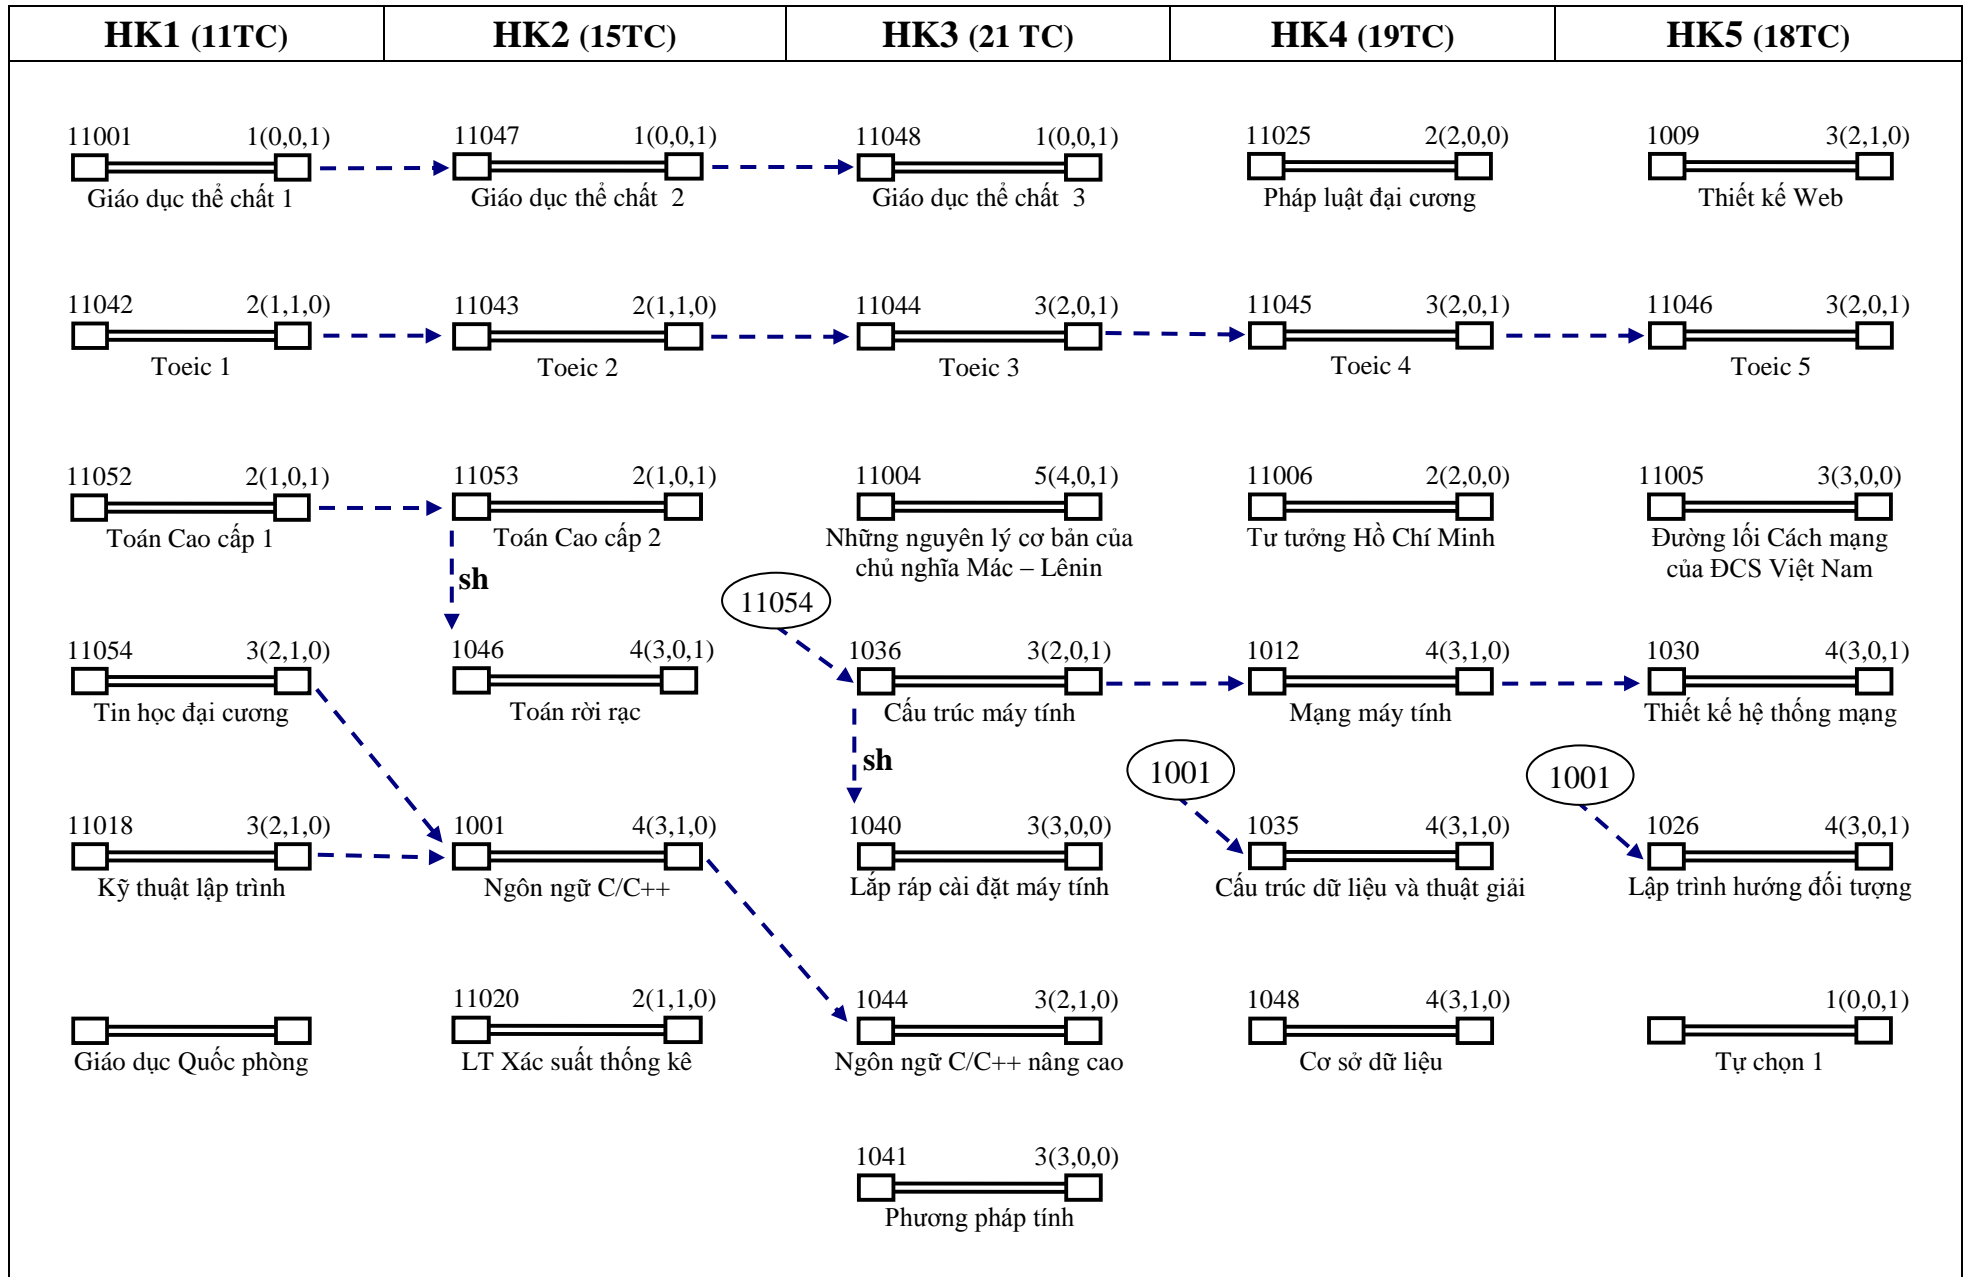 HK1 (11TC) HK2 (15TC) HK3 (21 TC) HK4 (19TC) HK5 (18TC)
11001 1(0,0,1) 11047 1(0,0,1) 11048 1(0,0,1) 11025 2(2,0,0) 1009 3(2,1,0)
Giáo dục thể chất 1 Giáo dục thể chất 2 Giáo dục thể chất 3 Pháp luật đại cương Thiết kế Web
11042 2(1,1,0) 11043 2(1,1,0) 11044 3(2,0,1) 11045 3(2,0,1) 11046 3(2,0,1)
Toeic 1 Toeic 2 Toeic 3 Toeic 4 Toeic 5
11052 2(1,0,1) 11053 2(1,0,1) 11004 5(4,0,1) 11006 2(2,0,0) 11005 3(3,0,0)
Toán Cao cấp 1 Toán Cao cấp 2 Những nguyên lý cơ bản của Tư tưởng Hồ Chí Minh Đường lối Cách mạng
chủ nghĩa Mác – Lênin của ĐCS Việt Nam
sh
11054
11054 3(2,1,0) 1046 4(3,0,1) 1036 3(2,0,1) 1012 4(3,1,0) 1030 4(3,0,1)
Tin học đại cương Toán rời rạc Cấu trúc máy tính Mạng máy tính Thiết kế hệ thống mạng
sh 1001 1001
11018 3(2,1,0) 1001 4(3,1,0) 1040 3(3,0,0) 1035 4(3,1,0) 1026 4(3,0,1)
Kỹ thuật lập trình Ngôn ngữ C/C++ Lắp ráp cài đặt máy tính Cấu trúc dữ liệu và thuật giải Lập trình hướng đối tượng
11020 2(1,1,0) 1044 3(2,1,0) 1048 4(3,1,0) 1(0,0,1)
Giáo dục Quốc phòng LT Xác suất thống kê Ngôn ngữ C/C++ nâng cao Cơ sở dữ liệu Tự chọn 1
1041 3(3,0,0)
Phương pháp tính